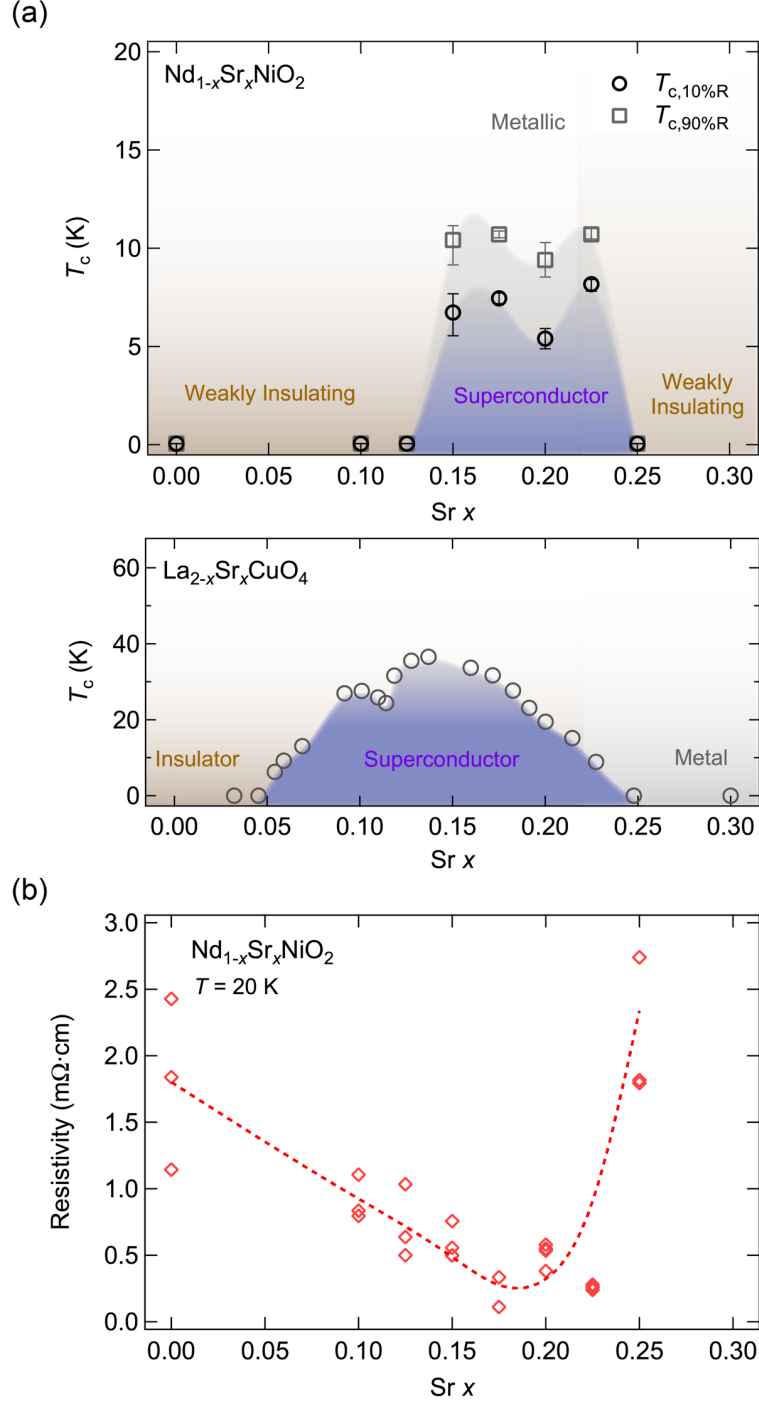 (a)
Nd₁₋ₓSrₓNiO₂
T_c,10%R
T_c,90%R
Metallic
Weakly Insulating
Superconductor
Weakly
Insulating
20
15
10
5
0
T_c (K)
0.00 0.05 0.10 0.15 0.20 0.25 0.30
Sr x
La₂₋ₓSrₓCuO₄
60
40
20
0
T_c (K)
Insulator
Superconductor
Metal
0.00 0.05 0.10 0.15 0.20 0.25 0.30
Sr x
(b)
Nd₁₋ₓSrₓNiO₂
T = 20 K
3.0
2.5
2.0
1.5
1.0
0.5
0.0
Resistivity (mΩ·cm)
0.00 0.05 0.10 0.15 0.20 0.25 0.30
Sr x